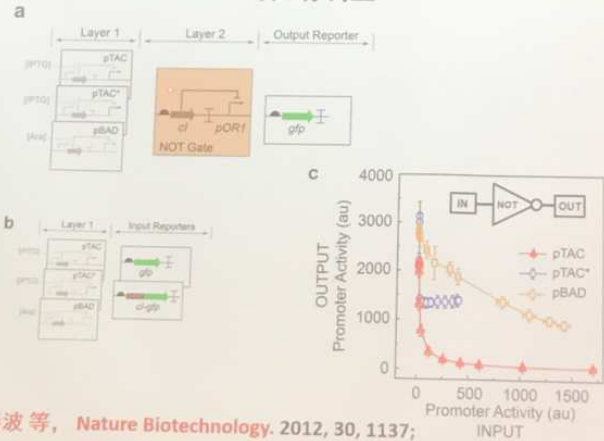 a
Layer 1
Layer 2
Output Reporter
[IPTG]
pTAC
[IPTG]
pTAC*
[Ara]
pBAD
cI
pOR1
NOT Gate
gfp
b
Layer 1
Input Reporters
pTAC
pTAC*
pBAD
gfp
cI-gfp
c
OUTPUT
Promoter Activity (au)
4000
3000
2000
1000
0
IN
NOT
OUT
pTAC
pTAC*
pBAD
0
500
1000
1500
Promoter Activity (au)
INPUT
波 等， Nature Biotechnology. 2012, 30, 1137;